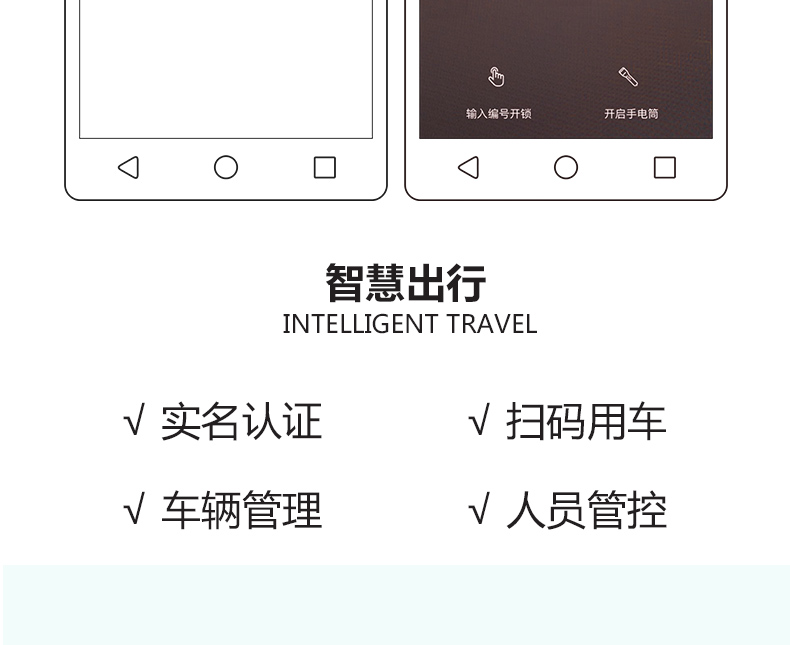 输入编号开锁 开启手电筒
智慧出行
INTELLIGENT TRAVEL
√ 实名认证 √ 扫码用车
√ 车辆管理 √ 人员管控